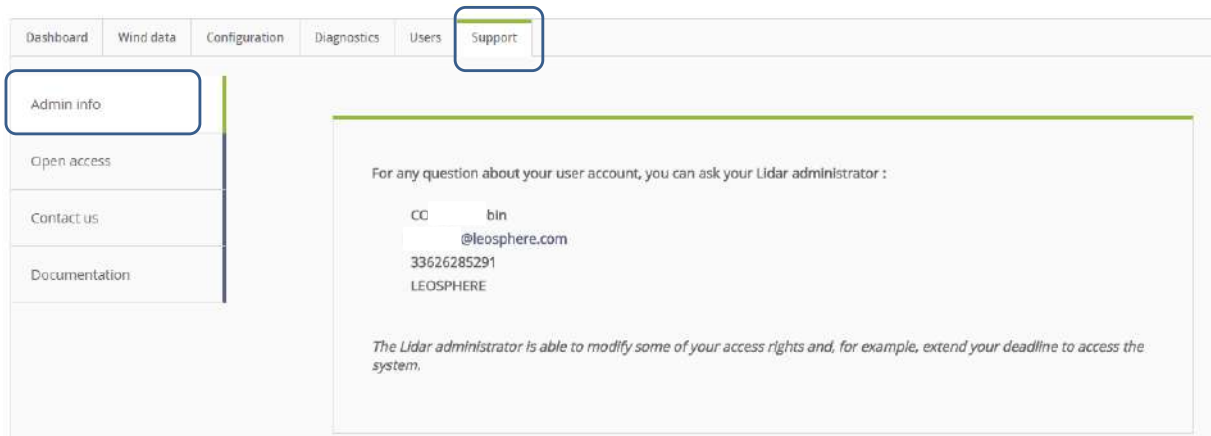 Dashboard Wind data Configuration Diagnostics Users Support
Admin info
Open access
Contact us
Documentation
For any question about your user account, you can ask your Lidar administrator :
CO bin
@leosphere.com
33626285291
LEOSPHERE
The Lidar administrator is able to modify some of your access rights and, for example, extend your deadline to access the
system.